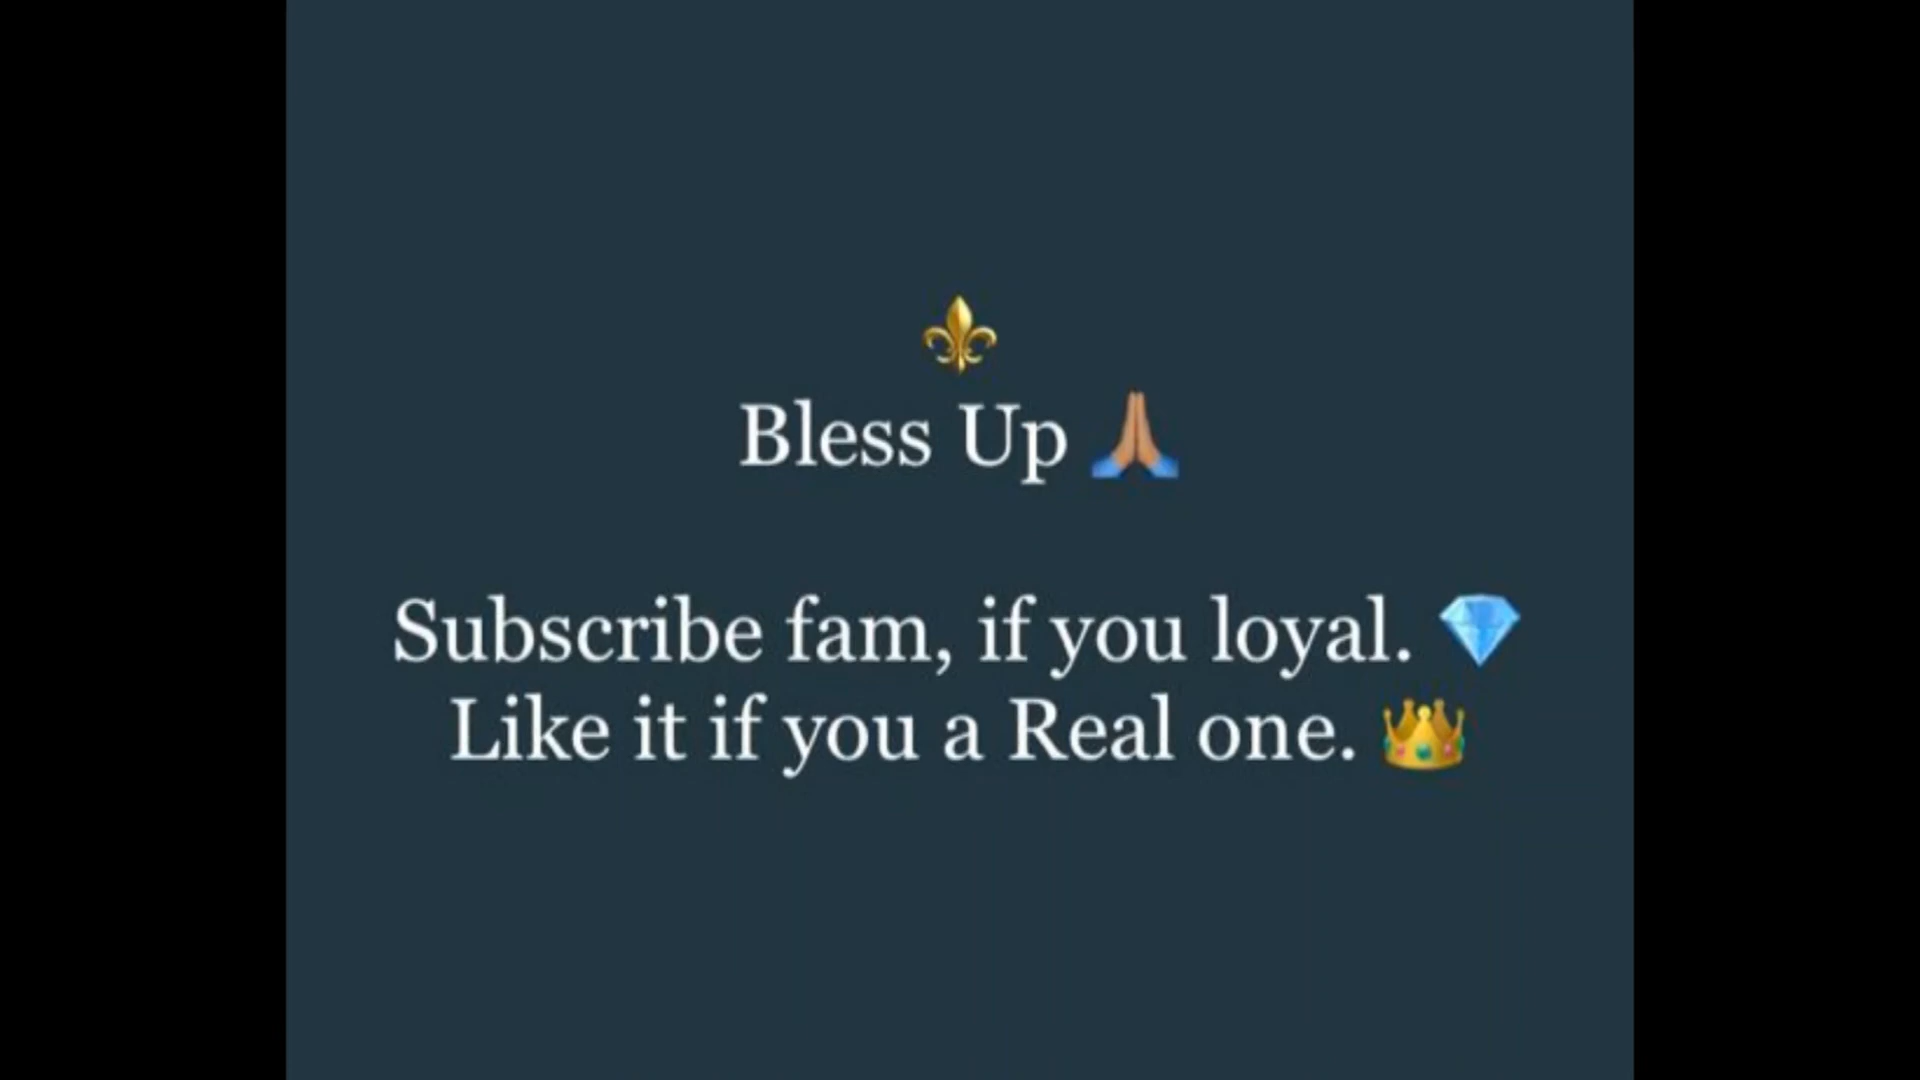 ⚜️
Bless Up 🙏🏽
Subscribe fam, if you loyal. 💎
Like it if you a Real one. 👑